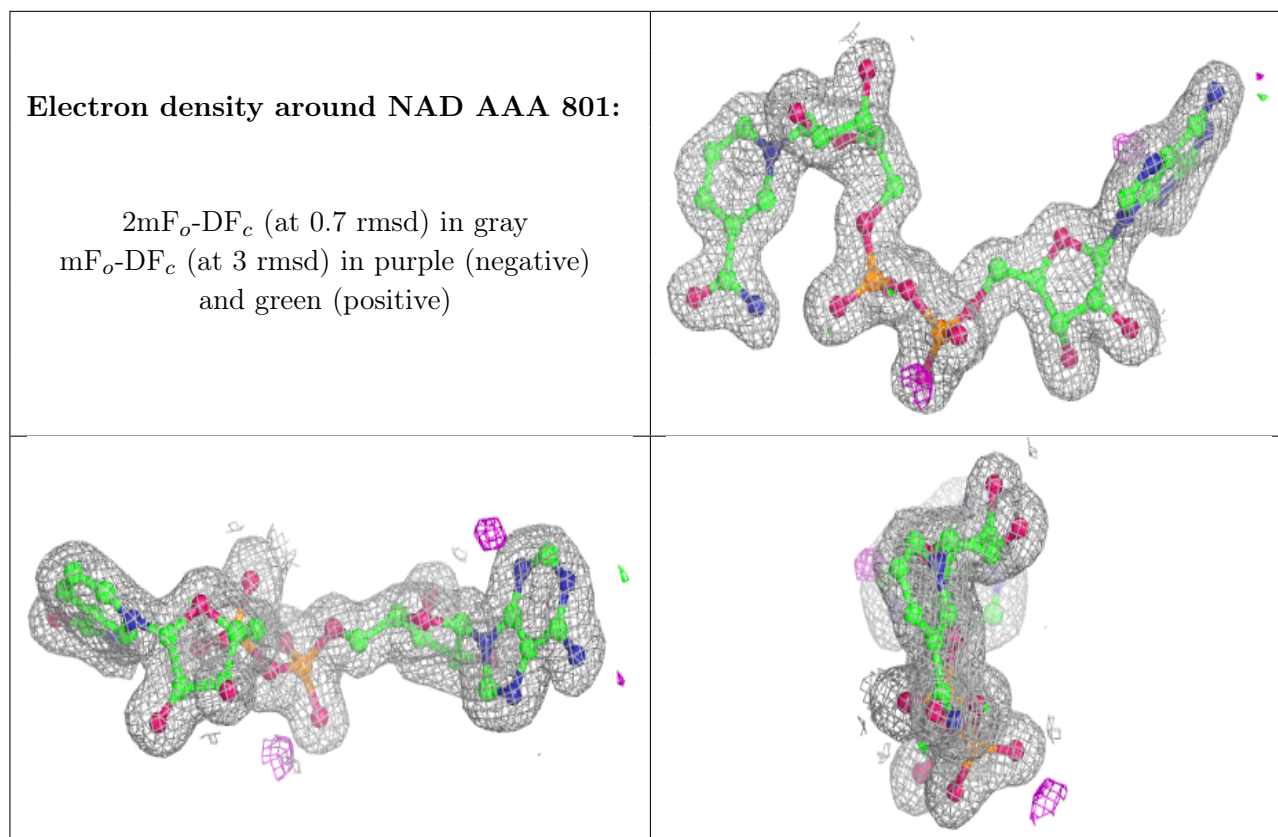 Electron density around NAD AAA 801:
2mFo-DFc (at 0.7 rmsd) in gray
mFo-DFc (at 3 rmsd) in purple (negative)
and green (positive)